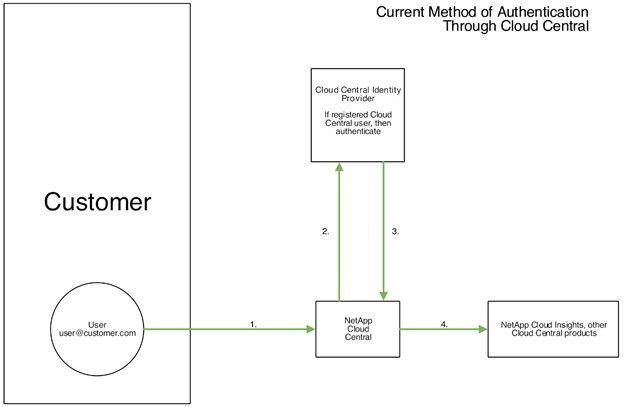 Current Method of Authentication
Through Cloud Central
Cloud Central Identity
Provider
If registered Cloud
Central user, then
authenticate
Customer
2.
3.
User
user@customer.com
1.
NetApp
Cloud
Central
4.
NetApp Cloud Insights, other
Cloud Central products